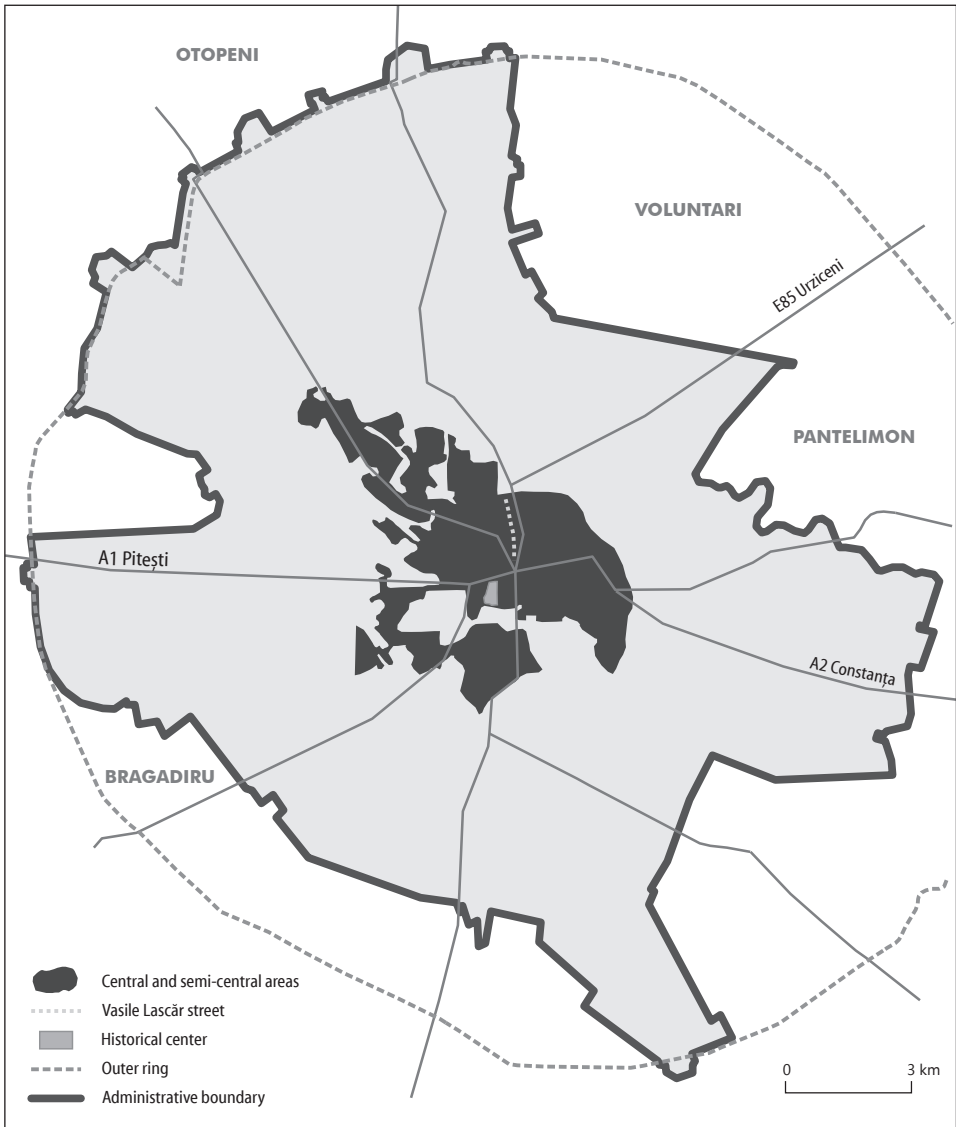 OTOPENI
VOLUNTARI
E85 Urziceni
PANTELIMON
A1 Pitești
A2 Constanța
BRAGADIRU
Central and semi-central areas
Vasile Lascăr street
Historical center
Outer ring
Administrative boundary
0 3 km